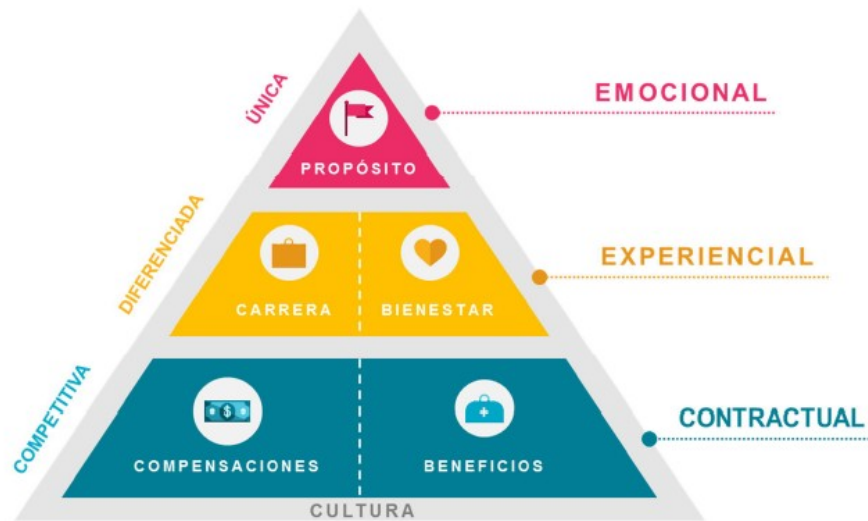 ÚNICA
EMOCIONAL
PROPÓSITO
DIFERENCIADA
EXPERIENCIAL
CARRERA
BIENESTAR
COMPETITIVA
CONTRACTUAL
$
COMPENSACIONES
BENEFICIOS
CULTURA